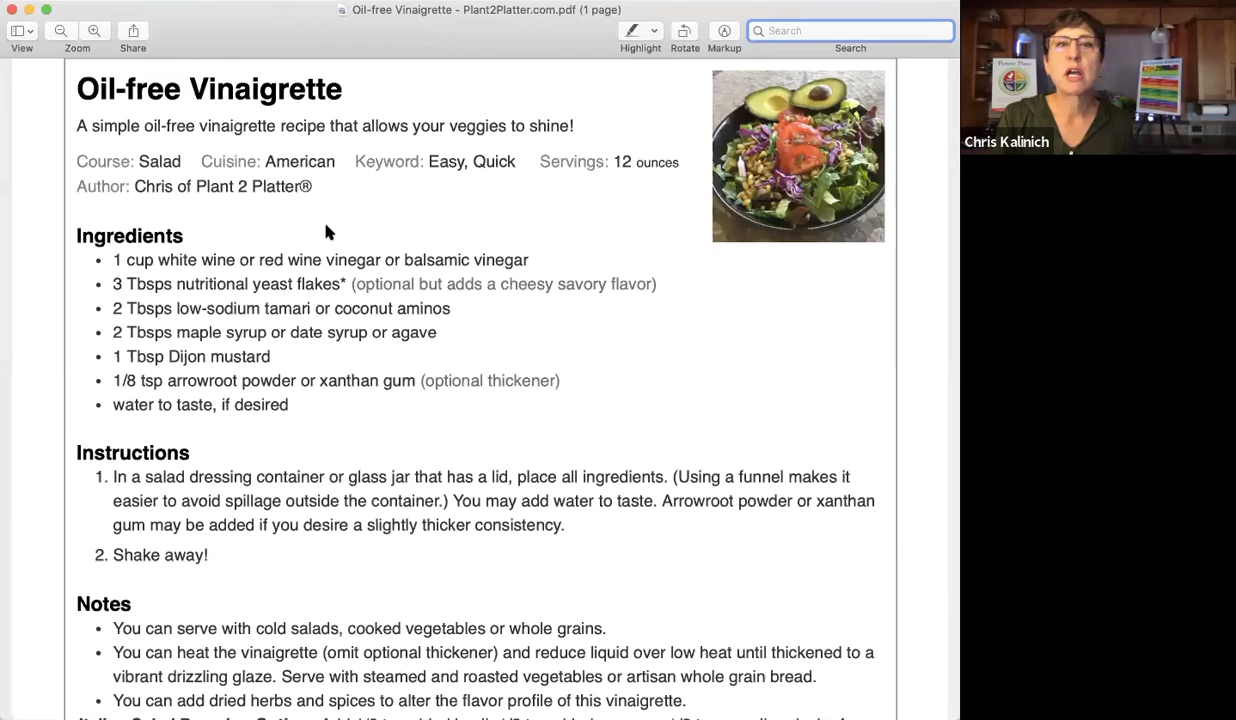 Oil-free Vinaigrette - Plant2Platter.com.pdf (1 page)
Search
View
Zoom
Share
Highlight
Rotate
Markup
Search
Oil-free Vinaigrette
A simple oil-free vinaigrette recipe that allows your veggies to shine!
Course: Salad Cuisine: American Keyword: Easy, Quick Servings: 12 ounces
Author: Chris of Plant 2 Platter®
Ingredients
• 1 cup white wine or red wine vinegar or balsamic vinegar
• 3 Tbsps nutritional yeast flakes* (optional but adds a cheesy savory flavor)
• 2 Tbsps low-sodium tamari or coconut aminos
• 2 Tbsps maple syrup or date syrup or agave
• 1 Tbsp Dijon mustard
• 1/8 tsp arrowroot powder or xanthan gum (optional thickener)
• water to taste, if desired
Instructions
1. In a salad dressing container or glass jar that has a lid, place all ingredients. (Using a funnel makes it
easier to avoid spillage outside the container.) You may add water to taste. Arrowroot powder or xanthan
gum may be added if you desire a slightly thicker consistency.
2. Shake away!
Notes
• You can serve with cold salads, cooked vegetables or whole grains.
• You can heat the vinaigrette (omit optional thickener) and reduce liquid over low heat until thickened to a
vibrant drizzling glaze. Serve with steamed and roasted vegetables or artisan whole grain bread.
• You can add dried herbs and spices to alter the flavor profile of this vinaigrette.
Power Plate
Chris Kalinich